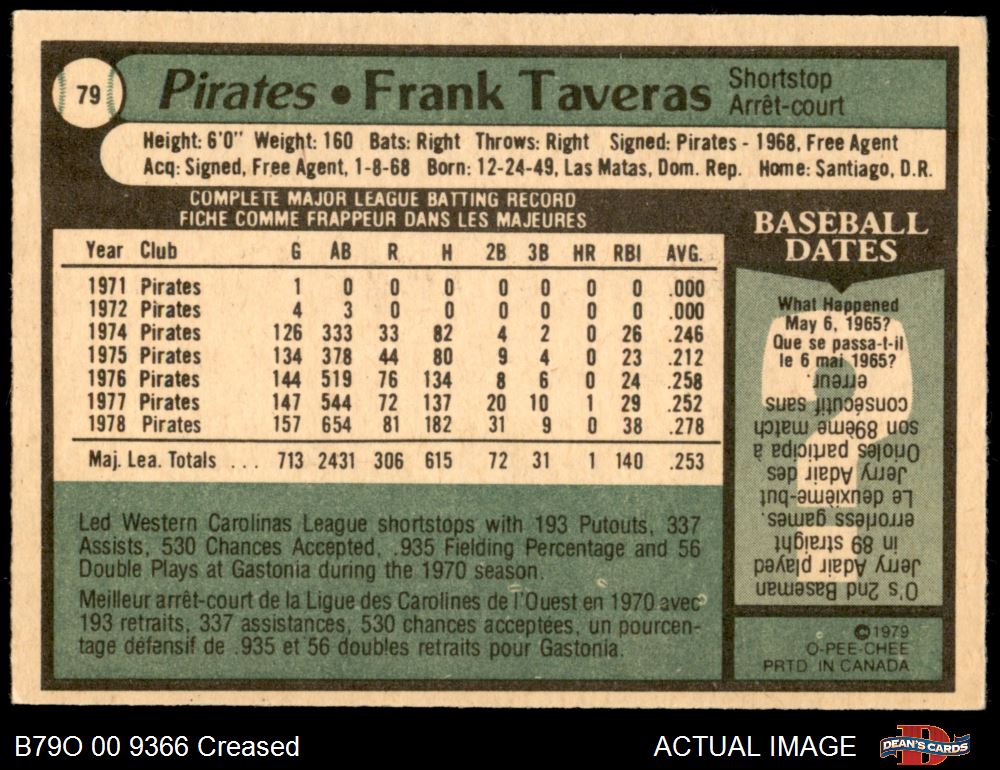 79
Pirates • Frank Taveras
Shortstop
Arrêt-court
Height: 6'0" Weight: 160 Bats: Right Throws: Right Signed: Pirates - 1968, Free Agent
Acq: Signed, Free Agent, 1-8-68 Born: 12-24-49, Las Matas, Dom. Rep. Home: Santiago, D.R.
COMPLETE MAJOR LEAGUE BATTING RECORD
FICHE COMME FRAPPEUR DANS LES MAJEURES
Year Club G AB R H 2B 3B HR RBI AVG.
1971 Pirates 1 0 0 0 0 0 0 0 .000
1972 Pirates 4 3 0 0 0 0 0 0 .000
1974 Pirates 126 333 33 82 4 2 0 26 .246
1975 Pirates 134 378 44 80 9 4 0 23 .212
1976 Pirates 144 519 76 134 8 6 0 24 .258
1977 Pirates 147 544 72 137 20 10 1 29 .252
1978 Pirates 157 654 81 182 31 9 0 38 .278
Maj. Lea. Totals ... 713 2431 306 615 72 31 1 140 .253
Led Western Carolinas League shortstops with 193 Putouts, 337
Assists, 530 Chances Accepted, .935 Fielding Percentage and 56
Double Plays at Gastonia during the 1970 season.
Meilleur arrêt-court de la Ligue des Carolines de l'Ouest en 1970 avec
193 retraits, 337 assistances, 530 chances acceptées, un pourcen-
tage défensif de .935 et 56 doubles retraits pour Gastonia.
BASEBALL
DATES
What Happened
May 6, 1965?
Que se passa-t-il
le 6 mai 1965?
O's 2nd Baseman
Jerry Adair played
in 89 straight
errorless games.
Le deuxième-but
Jerry Adair des
Orioles participa à
son 89ème match
consécutif sans
erreur.
©1979
O-PEE-CHEE
PRTD. IN CANADA
B79O 00 9366 Creased
ACTUAL IMAGE
DEAN'S CARDS